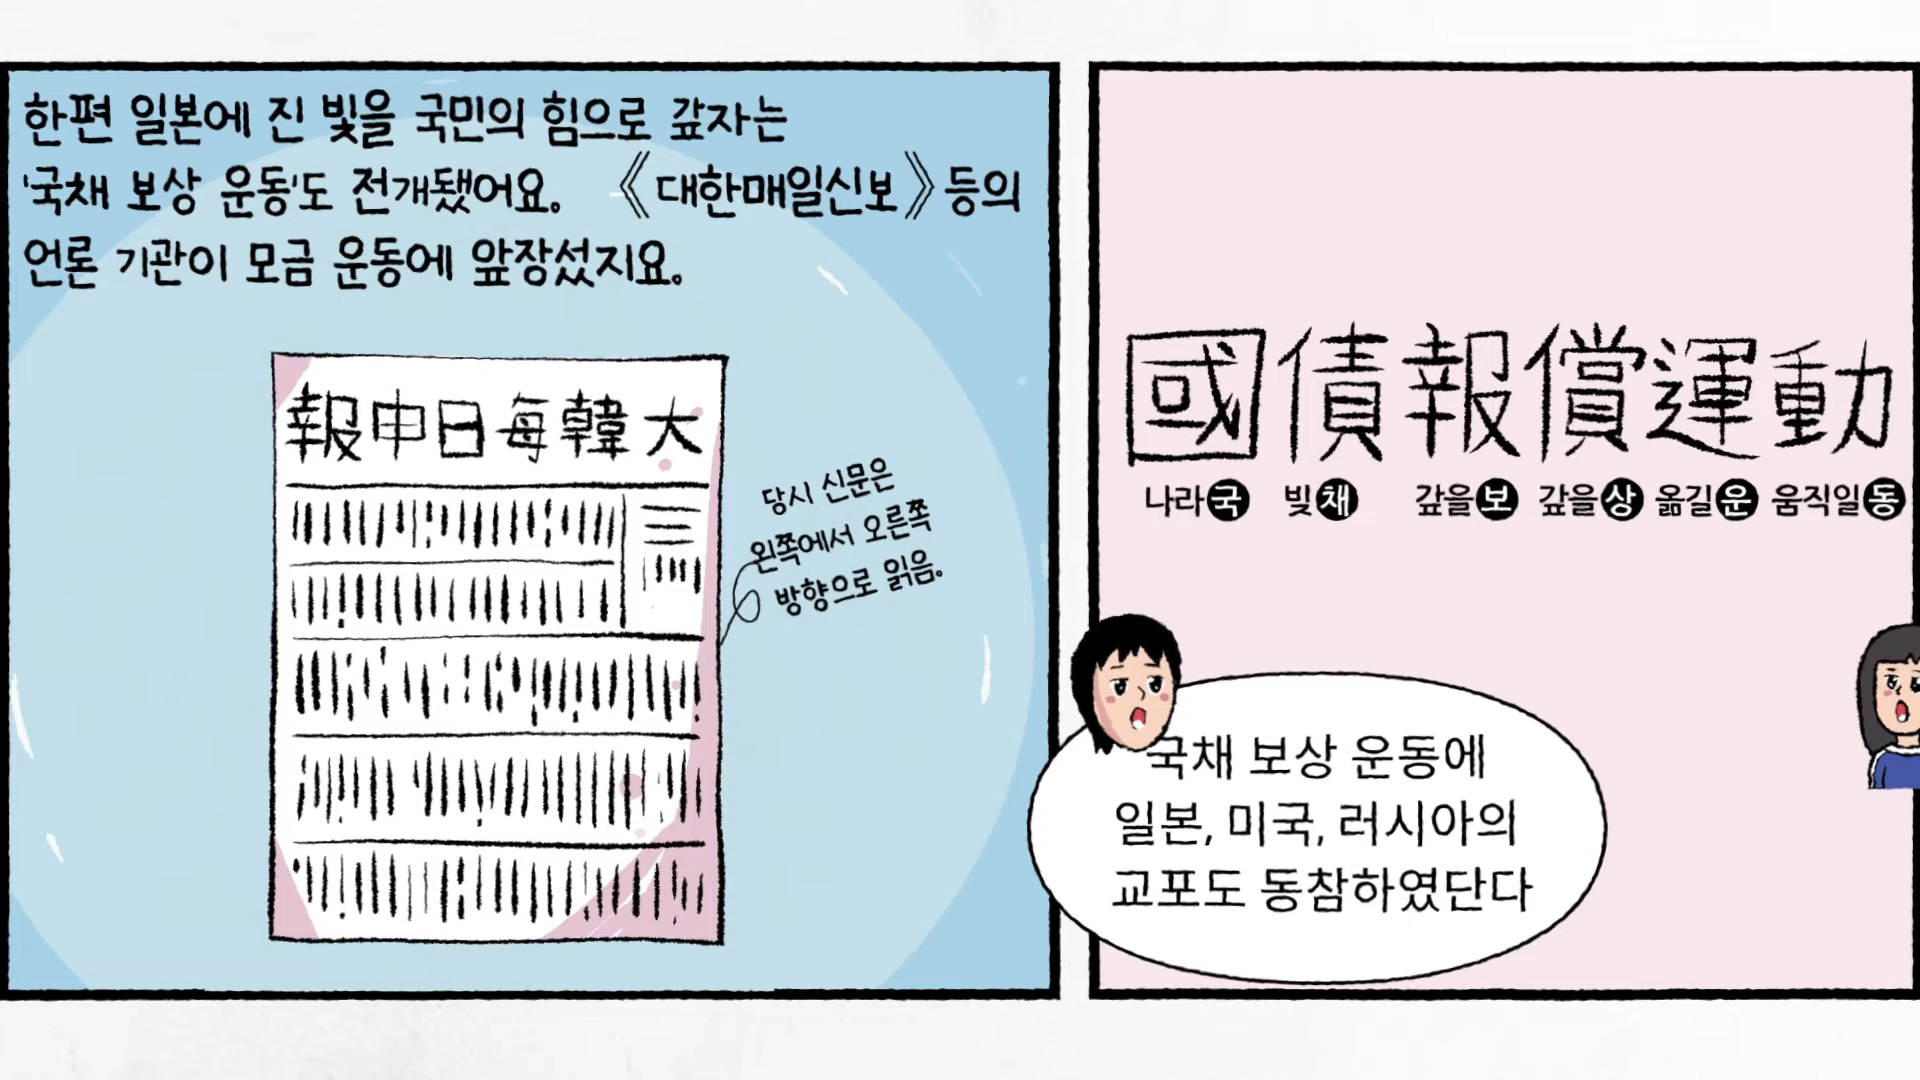 한편 일본에 진 빛을 국민의 힘으로 갚자는
'국채 보상 운동'도 전개됐어요. 《대한매일신보》등의
언론 기관이 모금 운동에 앞장섰지요.
報申日每韓大
당시 신문은
왼쪽에서 오른쪽
방향으로 읽음.
國債報償運動
나라 국 빚 채 갚을 보 갚을 상 옮길 운 움직일 동
국채 보상 운동에
일본, 미국, 러시아의
교포도 동참하였단다